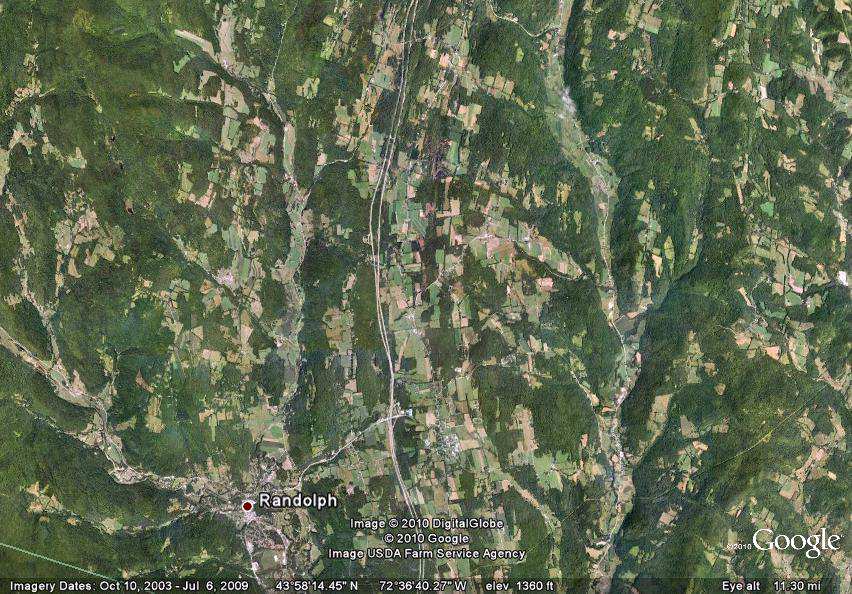 Randolph
Image © 2010 DigitalGlobe
© 2010 Google
Image USDA Farm Service Agency
©2010 Google
Imagery Dates: Oct 10, 2003 - Jul 6, 2009 43°58'14.45" N 72°36'40.27" W elev 1360 ft Eye alt 11.30 mi